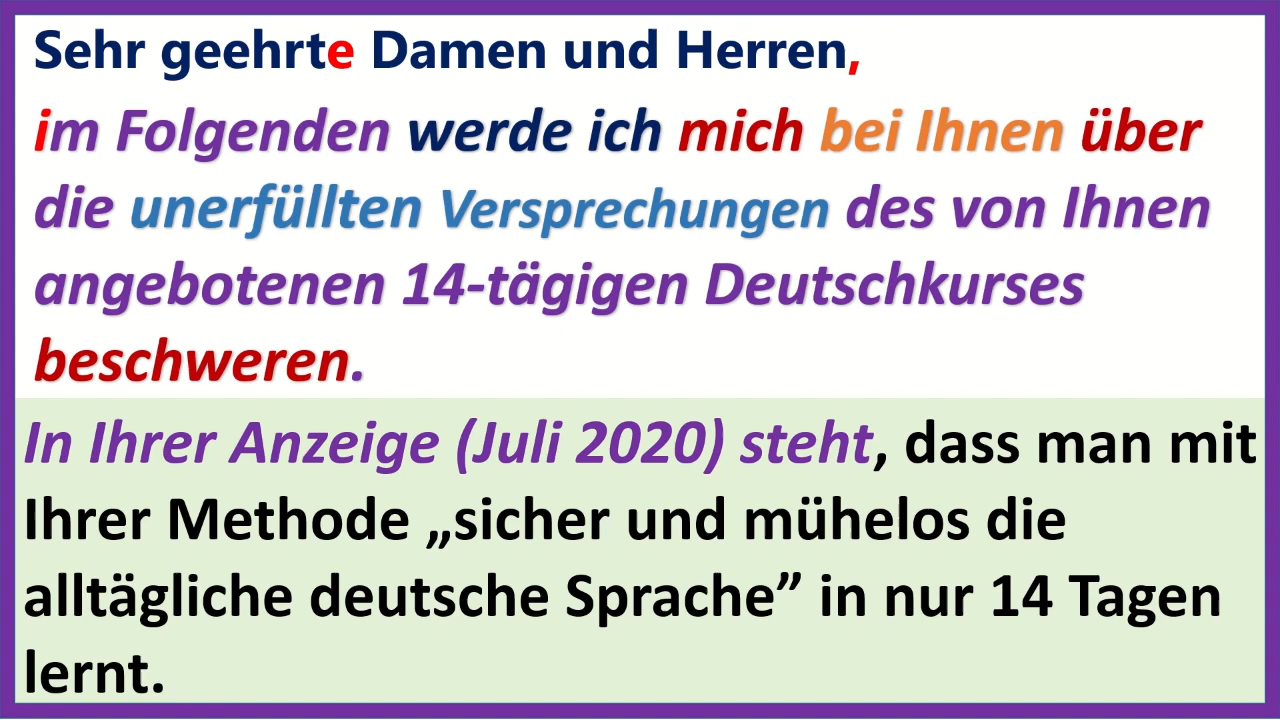 Sehr geehrte Damen und Herren,
im Folgenden werde ich mich bei Ihnen über
die unerfüllten Versprechungen des von Ihnen
angebotenen 14-tägigen Deutschkurses
beschweren.
In Ihrer Anzeige (Juli 2020) steht, dass man mit
Ihrer Methode „sicher und mühelos die
alltägliche deutsche Sprache” in nur 14 Tagen
lernt.